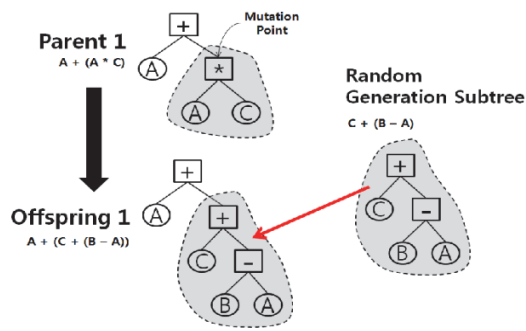 Mutation
Point
Parent 1
A + (A * C)
+
A
*
A
C
Random
Generation Subtree
C + (B – A)
+
C
–
B
A
Offspring 1
A + (C + (B – A))
+
A
+
C
–
B
A